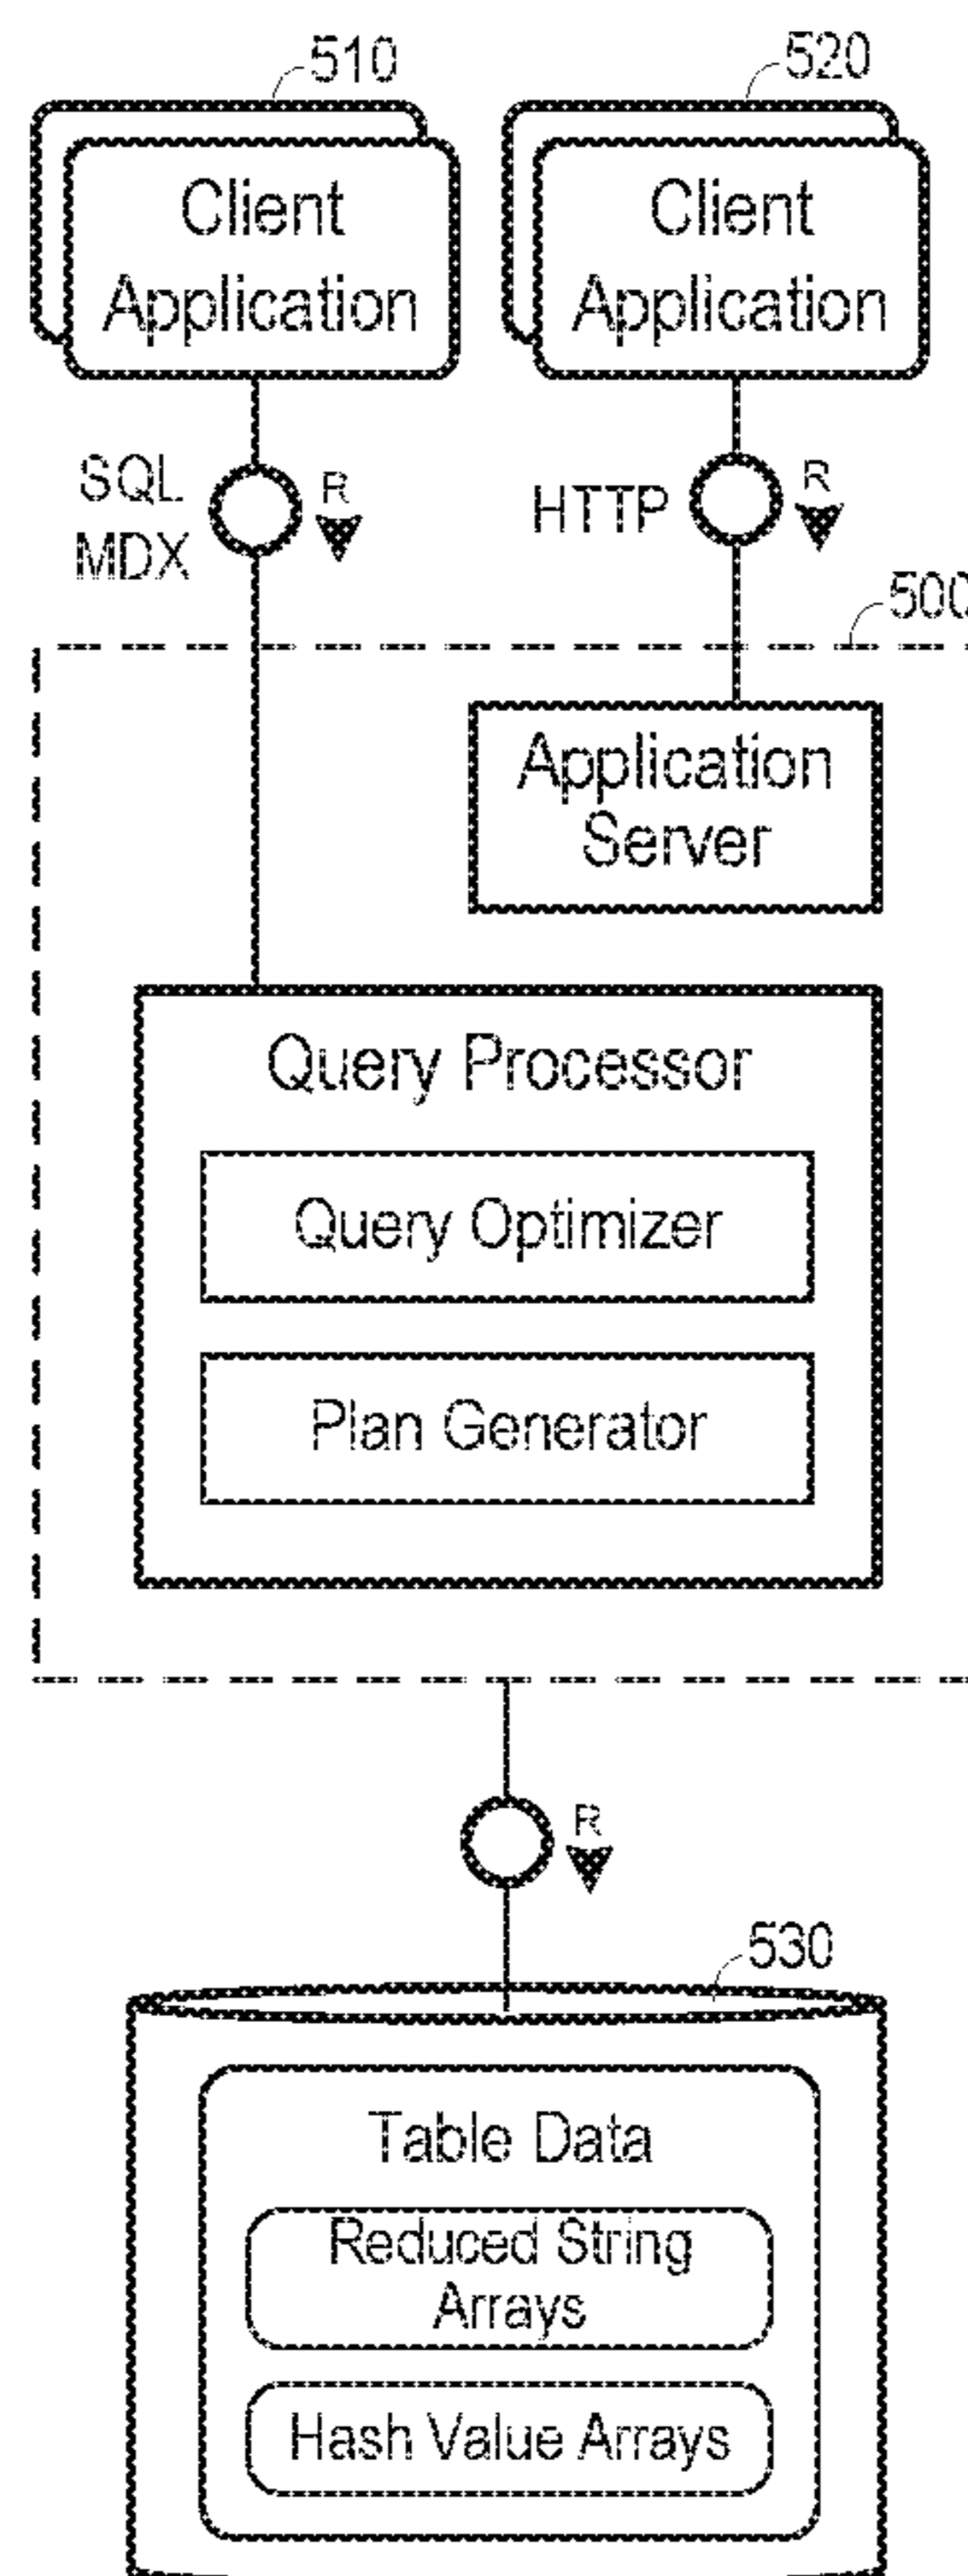 510
520
Client
Application
Client
Application
SQL
MDX
R
HTTP
R
500
Application
Server
Query Processor
Query Optimizer
Plan Generator
R
530
Table Data
Reduced String
Arrays
Hash Value Arrays